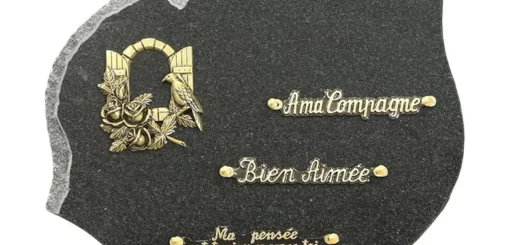 A ma Compagne
Bien Aimée
Ma pensée